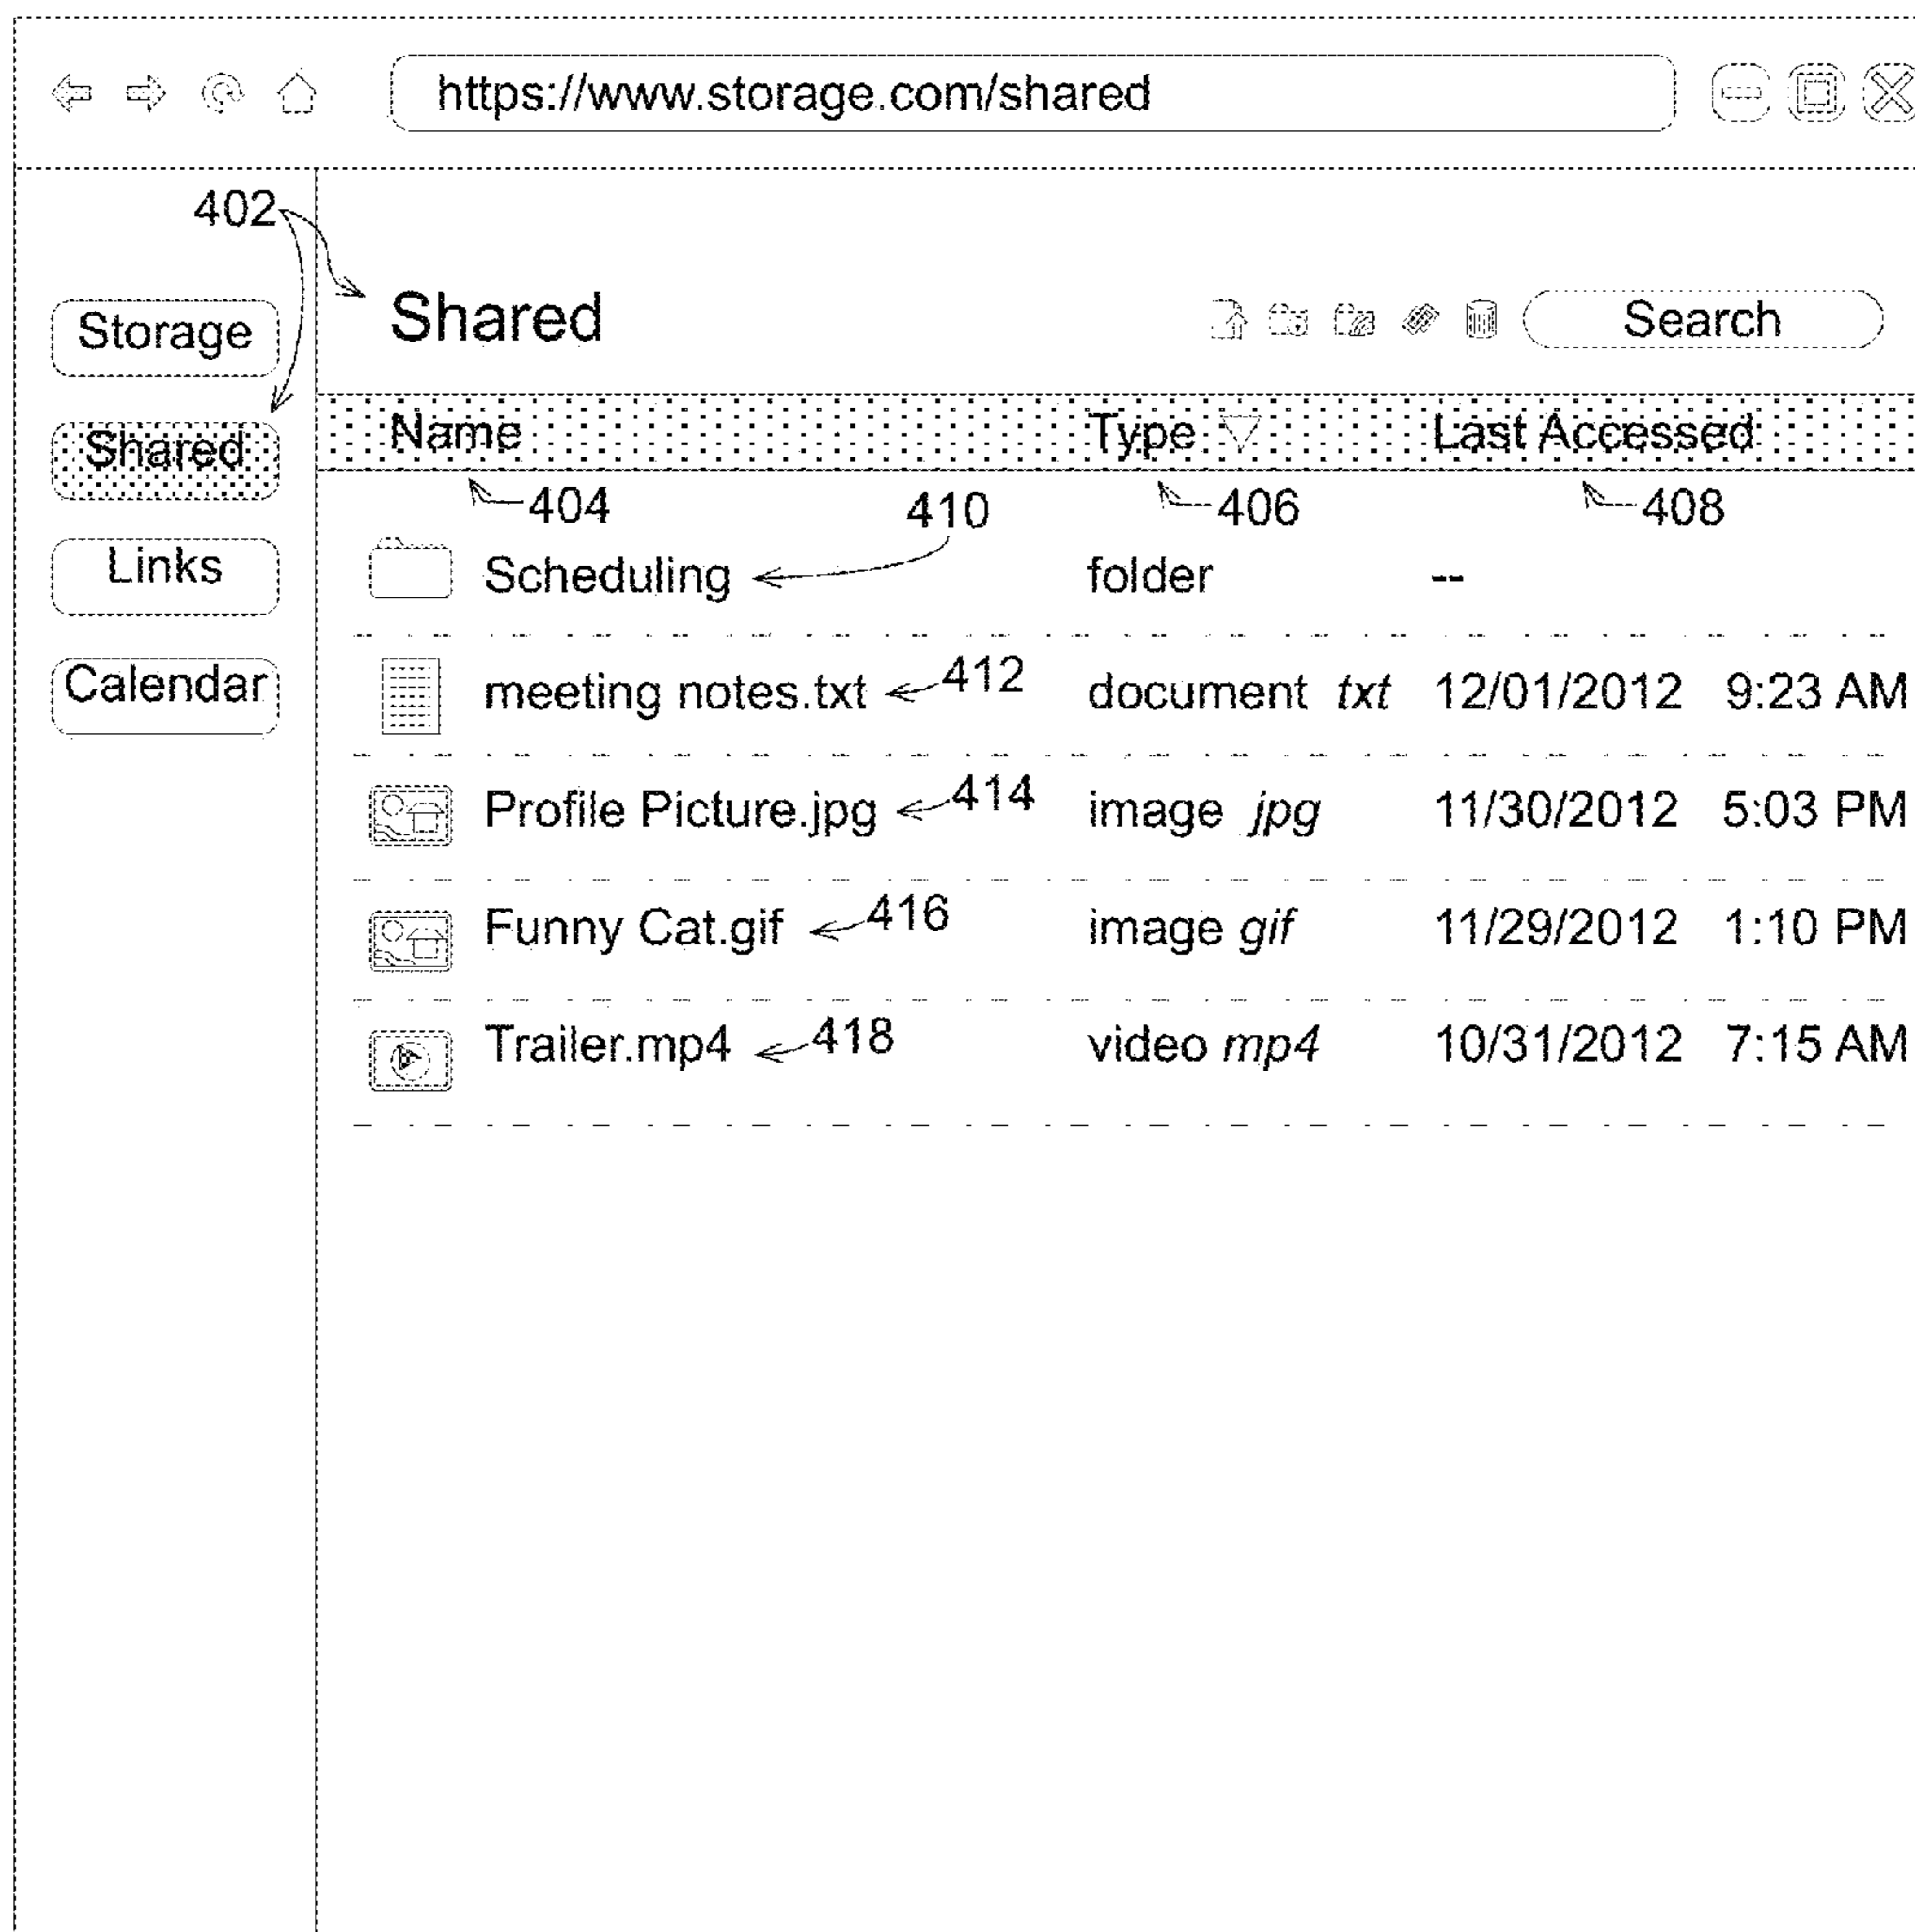 https://www.storage.com/shared
402
Storage
Shared
Links
Calendar
Shared
Search
Name Type Last Accessed
404 410 406 408
Scheduling folder --
meeting notes.txt 412 document txt 12/01/2012 9:23 AM
Profile Picture.jpg 414 image jpg 11/30/2012 5:03 PM
Funny Cat.gif 416 image gif 11/29/2012 1:10 PM
Trailer.mp4 418 video mp4 10/31/2012 7:15 AM